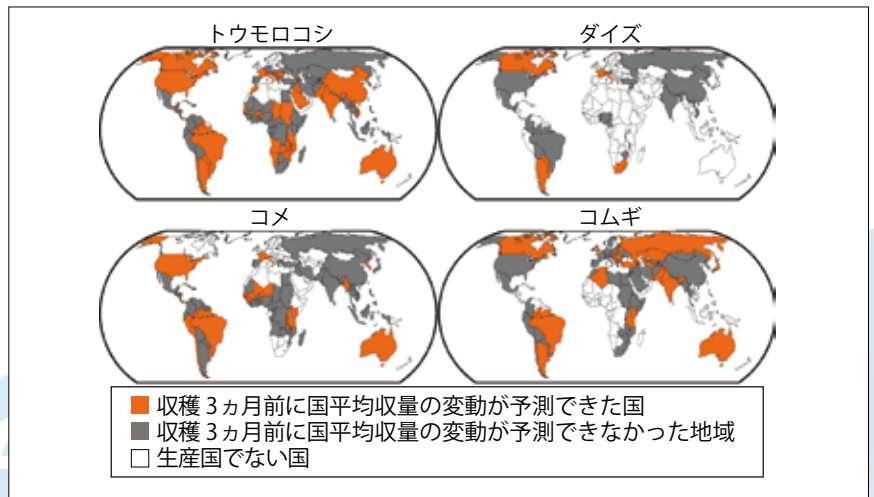 トウモロコシ
ダイズ
コメ
コムギ
■ 収穫 3 ヵ月前に国平均収量の変動が予測できた国
■ 収穫 3 ヵ月前に国平均収量の変動が予測できなかった地域
□ 生産国でない国